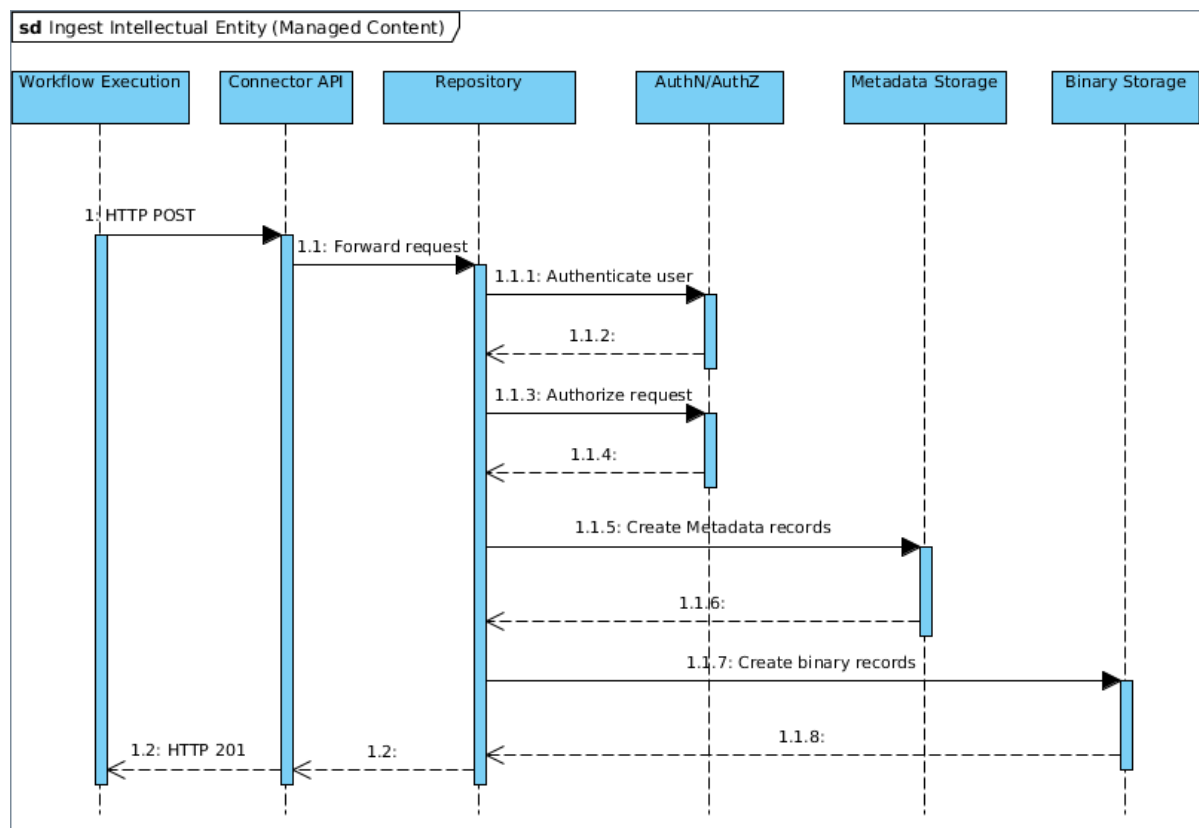 sd Ingest Intellectual Entity (Managed Content)
Workflow Execution
Connector API
Repository
AuthN/AuthZ
Metadata Storage
Binary Storage
1: HTTP POST
1.1: Forward request
1.1.1: Authenticate user
1.1.2:
1.1.3: Authorize request
1.1.4:
1.1.5: Create Metadata records
1.1.6:
1.1.7: Create binary records
1.1.8:
1.2: HTTP 201
1.2: